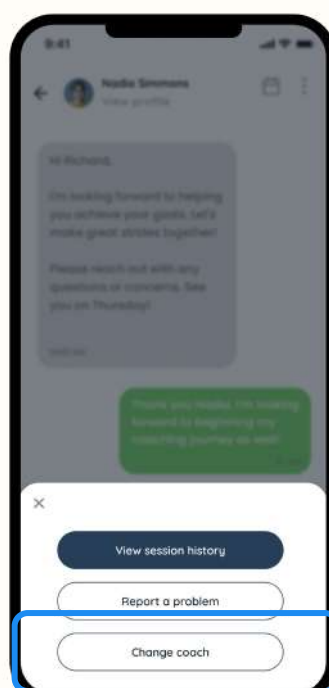 9:41
Nadia Simmons
View profile
Hi Richard,
I'm looking forward to helping
you achieve your goals. Let's
make great strides together!
Please reach out with any
questions or concerns. See
you on Thursday!
Thank you Nadia, I'm looking
forward to beginning my
coaching journey as well!
View session history
Report a problem
Change coach